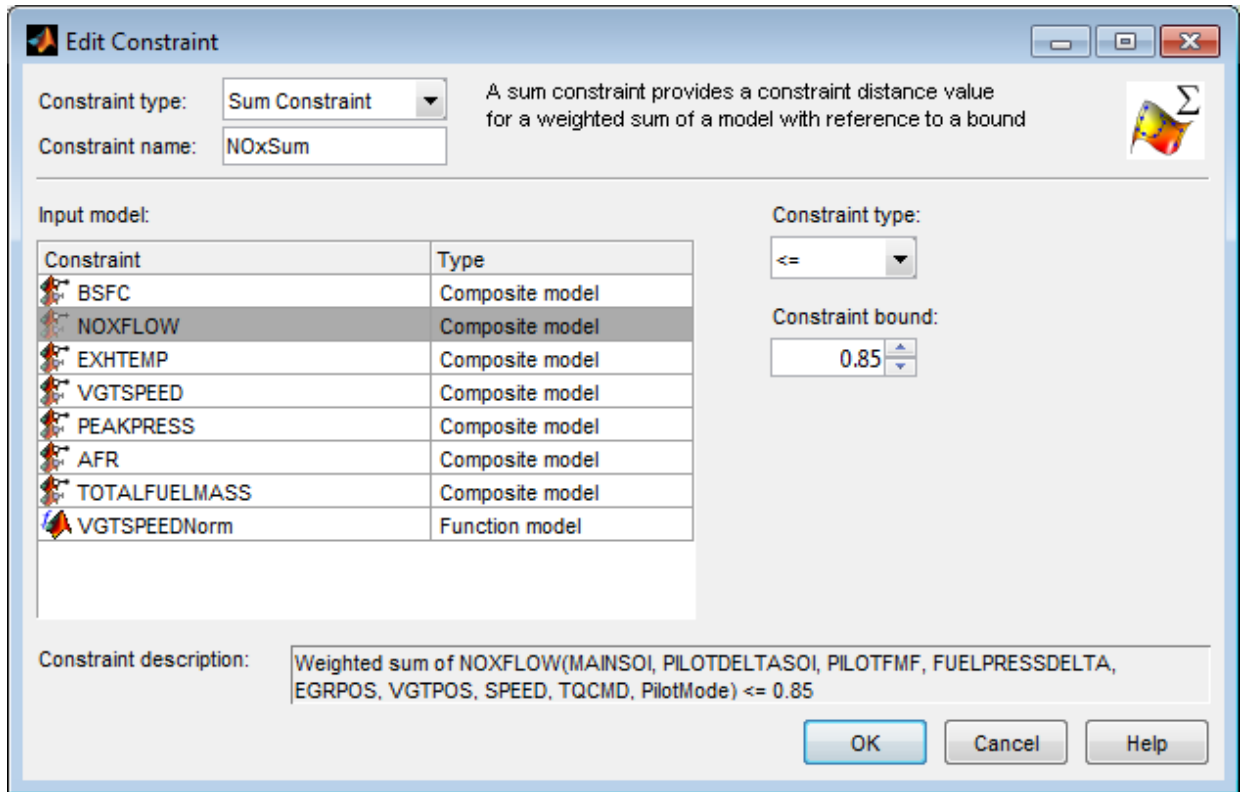 Edit Constraint
Constraint type:
Sum Constraint
A sum constraint provides a constraint distance value
for a weighted sum of a model with reference to a bound
Σ
Constraint name:
NOxSum
Input model:
Constraint type:
Constraint Type
<=
BSFC Composite model
NOXFLOW Composite model
Constraint bound:
EXHTEMP Composite model
0.85
VGTSPEED Composite model
PEAKPRESS Composite model
AFR Composite model
TOTALFUELMASS Composite model
VGTSPEEDNorm Function model
Constraint description:
Weighted sum of NOXFLOW(MAINSOI, PILOTDELTASOI, PILOTFMF, FUELPRESSDELTA,
EGRPOS, VGTPOS, SPEED, TQCMD, PilotMode) <= 0.85
OK
Cancel
Help